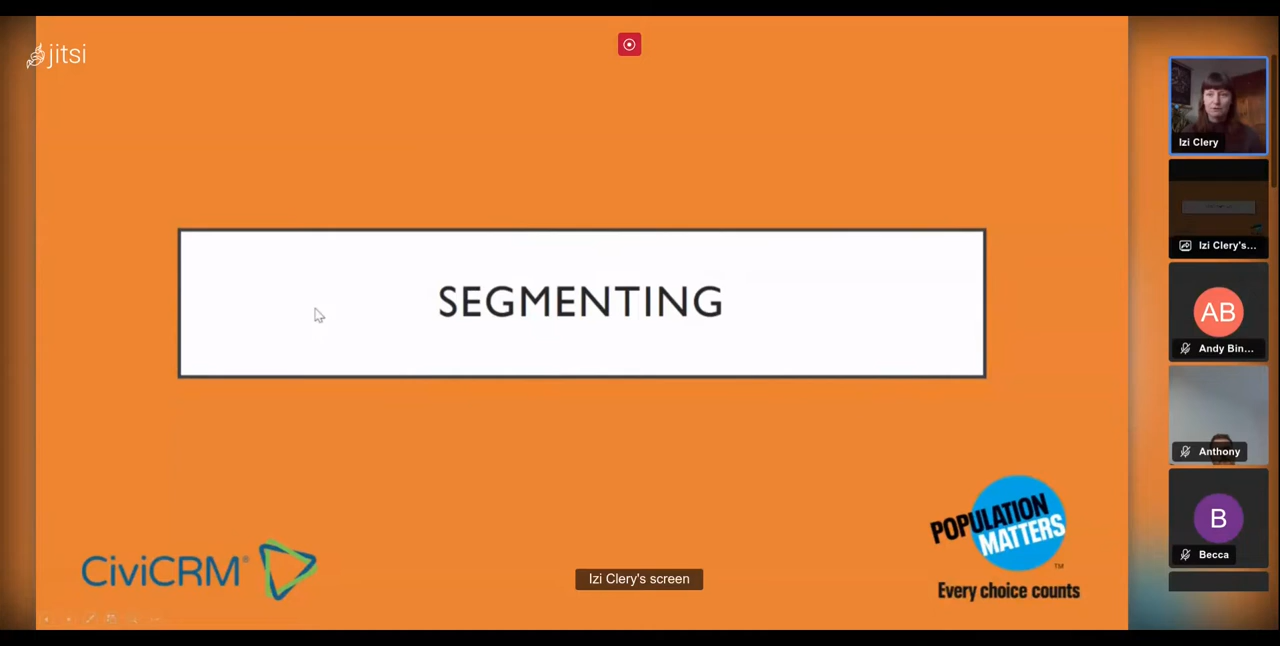 jitsi
SEGMENTING
CiviCRM®
POPULATION
MATTERS
TM
Every choice counts
Izi Clery's screen
Izi Clery
Izi Clery's...
AB
Andy Bin...
Anthony
B
Becca